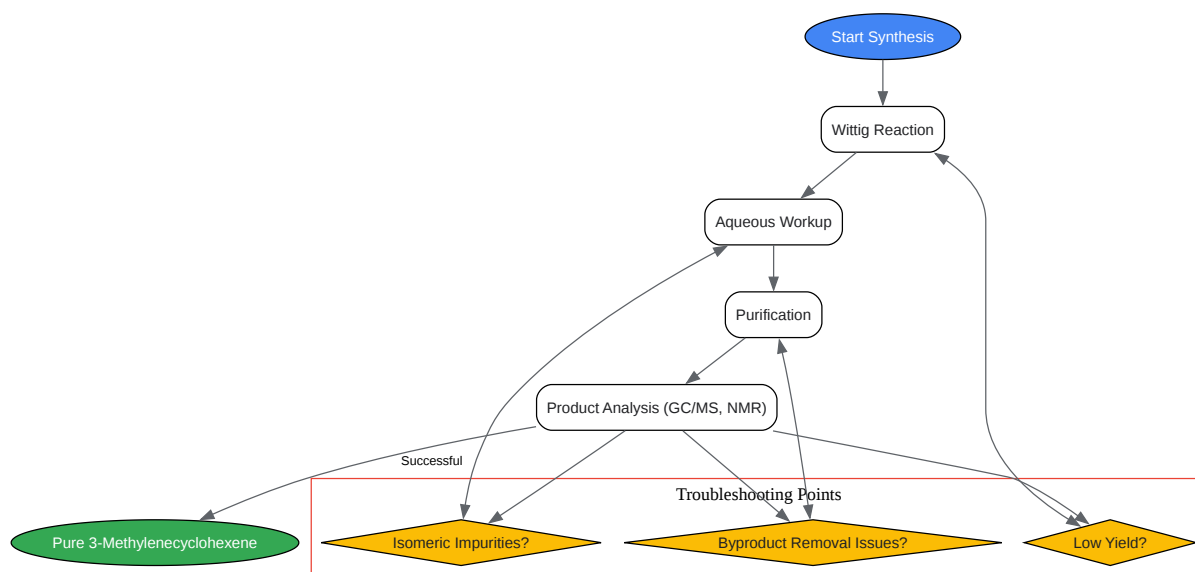 Start Synthesis
Wittig Reaction
Aqueous Workup
Purification
Product Analysis (GC/MS, NMR)
Successful
Troubleshooting Points
Pure 3-Methylenecyclohexene
Isomeric Impurities?
Byproduct Removal Issues?
Low Yield?